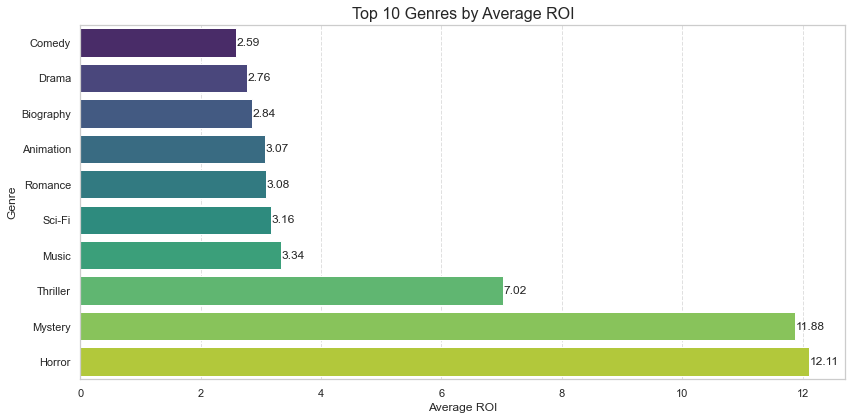 Top 10 Genres by Average ROI
Genre
Comedy 2.59
Drama 2.76
Biography 2.84
Animation 3.07
Romance 3.08
Sci-Fi 3.16
Music 3.34
Thriller 7.02
Mystery 11.88
Horror 12.11
0 2 4 6 8 10 12
Average ROI